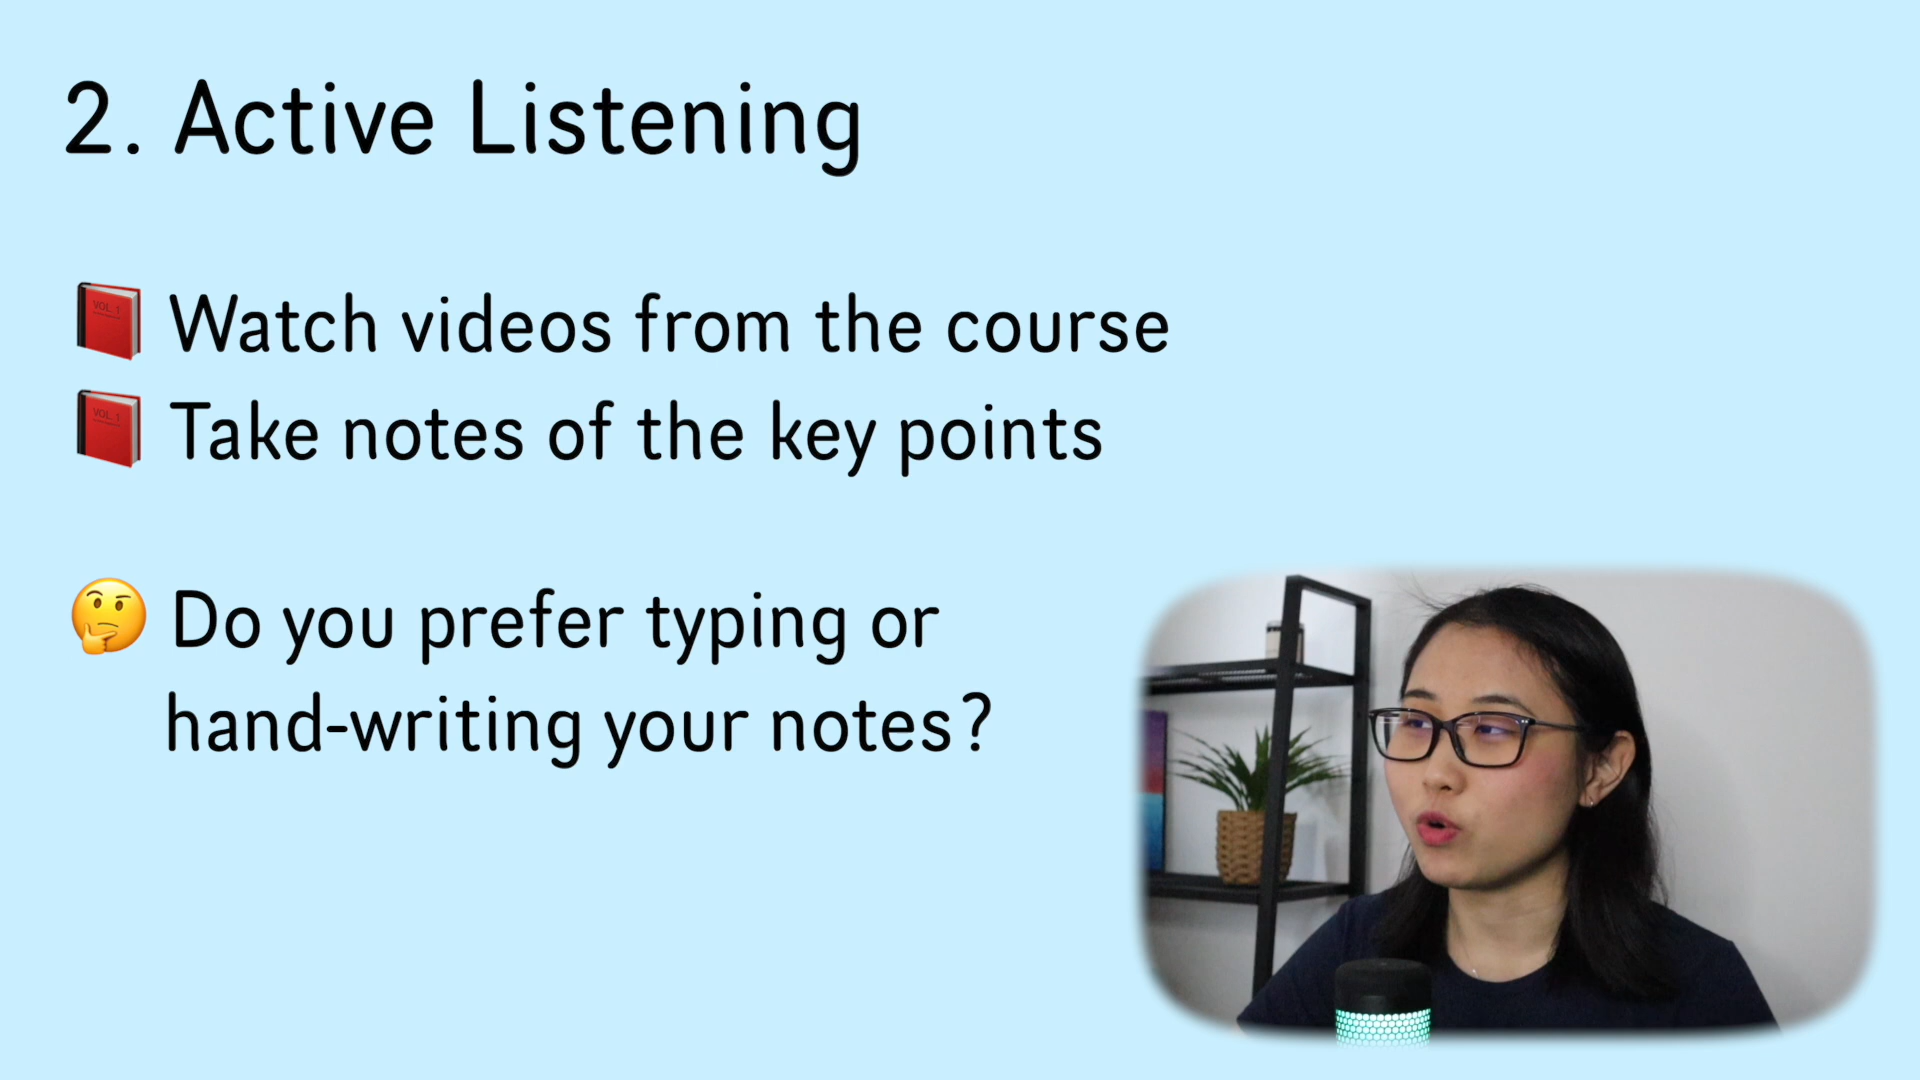 2. Active Listening
📕 Watch videos from the course
📕 Take notes of the key points
🤔 Do you prefer typing or
hand-writing your notes?